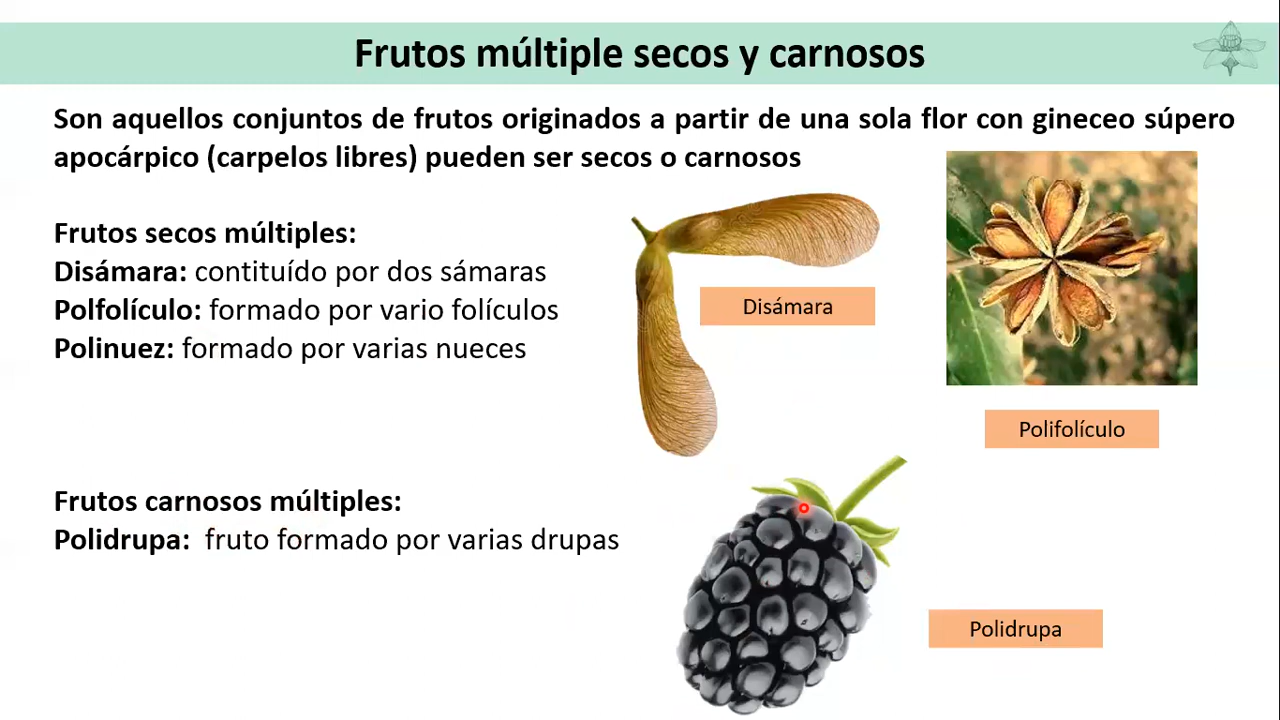 Frutos múltiple secos y carnosos
Son aquellos conjuntos de frutos originados a partir de una sola flor con gineceo súpero
apocárpico (carpelos libres) pueden ser secos o carnosos
Frutos secos múltiples:
Disámara: contituído por dos sámaras
Polfolículo: formado por vario folículos
Polinuez: formado por varias nueces
Disámara
Polifolículo
Frutos carnosos múltiples:
Polidrupa: fruto formado por varias drupas
Polidrupa